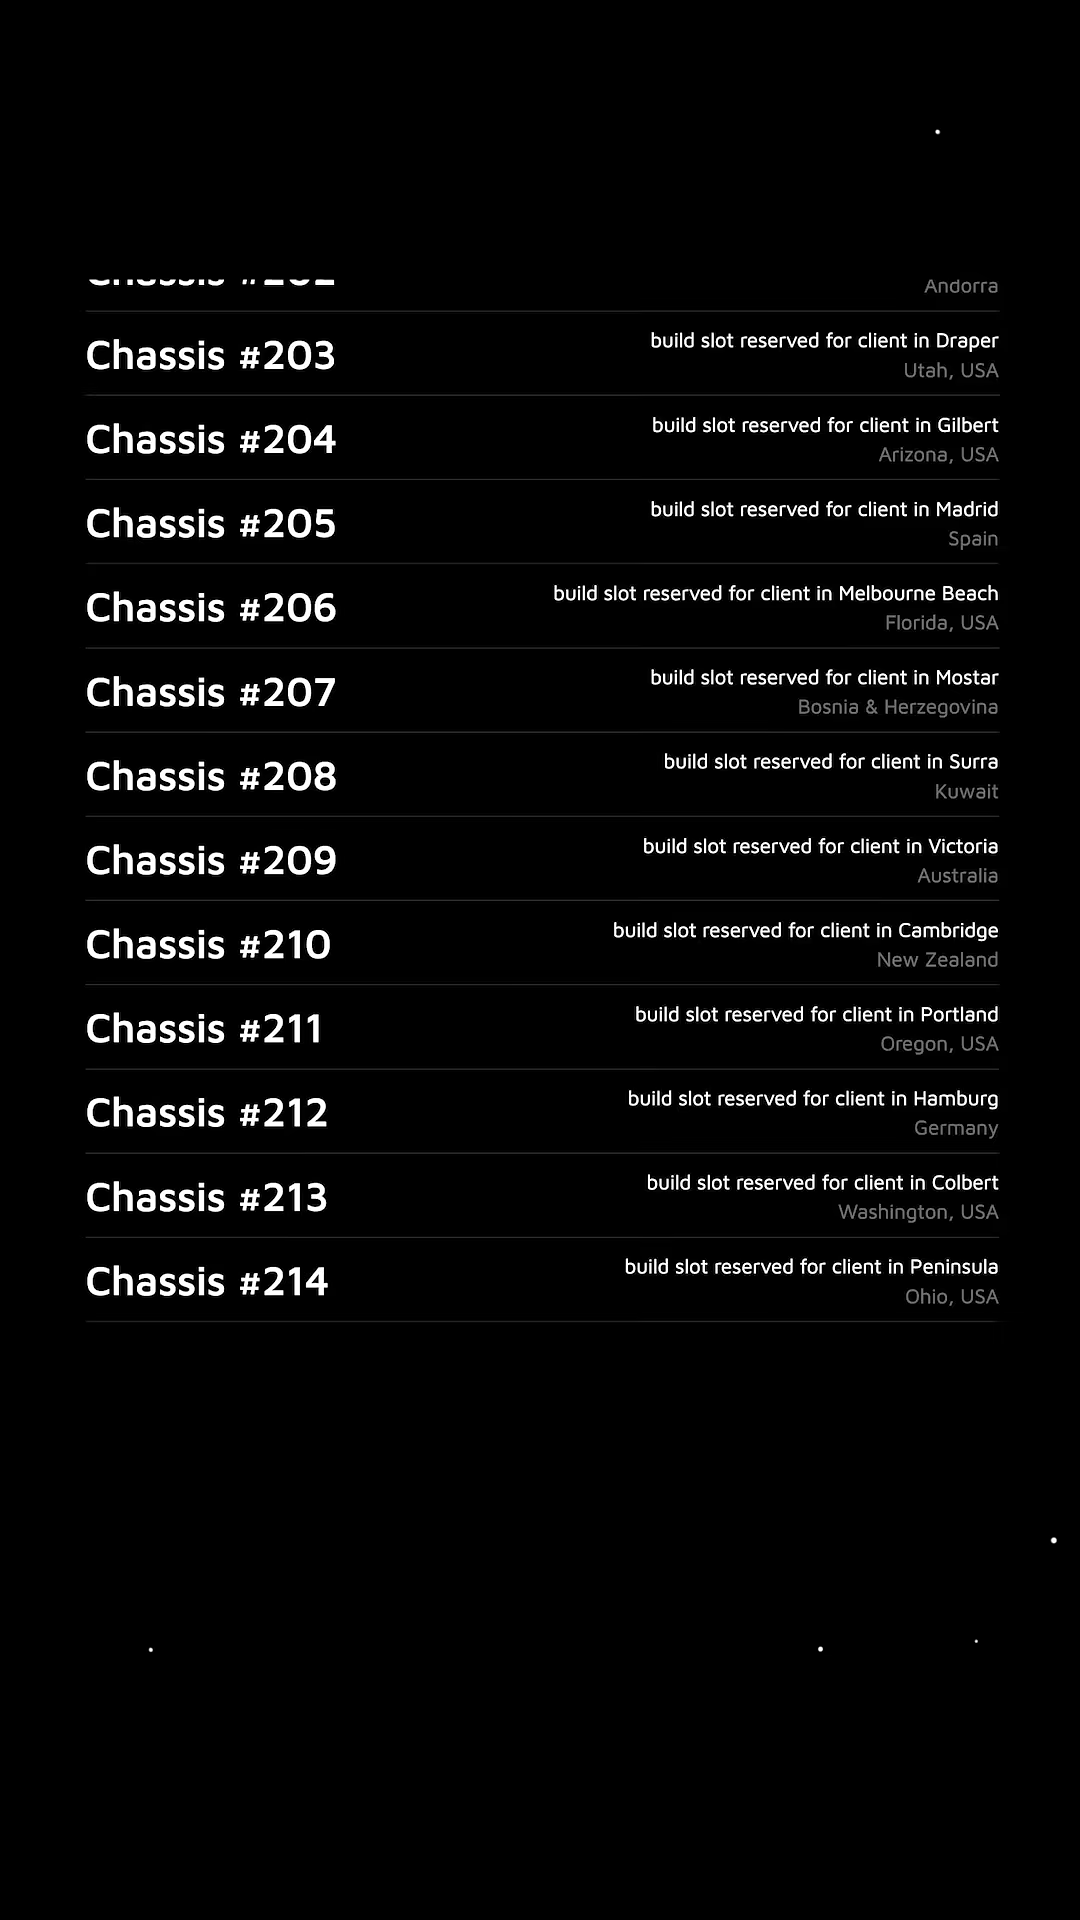 Chassis #202
Andorra
Chassis #203
build slot reserved for client in Draper
Utah, USA
Chassis #204
build slot reserved for client in Gilbert
Arizona, USA
Chassis #205
build slot reserved for client in Madrid
Spain
Chassis #206
build slot reserved for client in Melbourne Beach
Florida, USA
Chassis #207
build slot reserved for client in Mostar
Bosnia & Herzegovina
Chassis #208
build slot reserved for client in Surra
Kuwait
Chassis #209
build slot reserved for client in Victoria
Australia
Chassis #210
build slot reserved for client in Cambridge
New Zealand
Chassis #211
build slot reserved for client in Portland
Oregon, USA
Chassis #212
build slot reserved for client in Hamburg
Germany
Chassis #213
build slot reserved for client in Colbert
Washington, USA
Chassis #214
build slot reserved for client in Peninsula
Ohio, USA